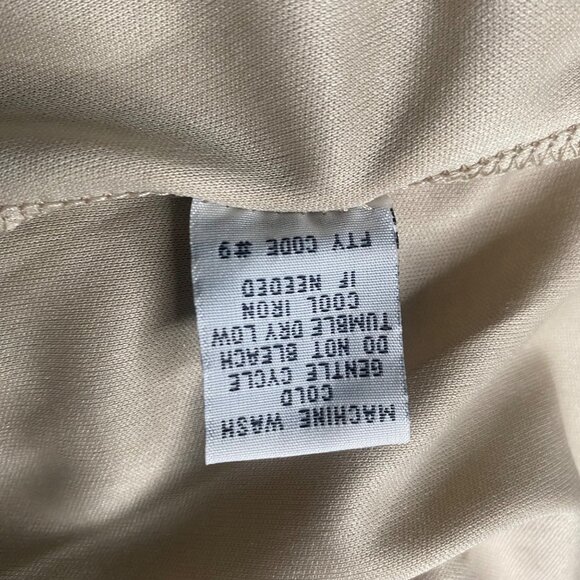 MACHINE WASH
COLD
GENTLE CYCLE
DO NOT BLEACH
TUMBLE DRY LOW
COOL IRON
IF NEEDED
FTY CODE #9